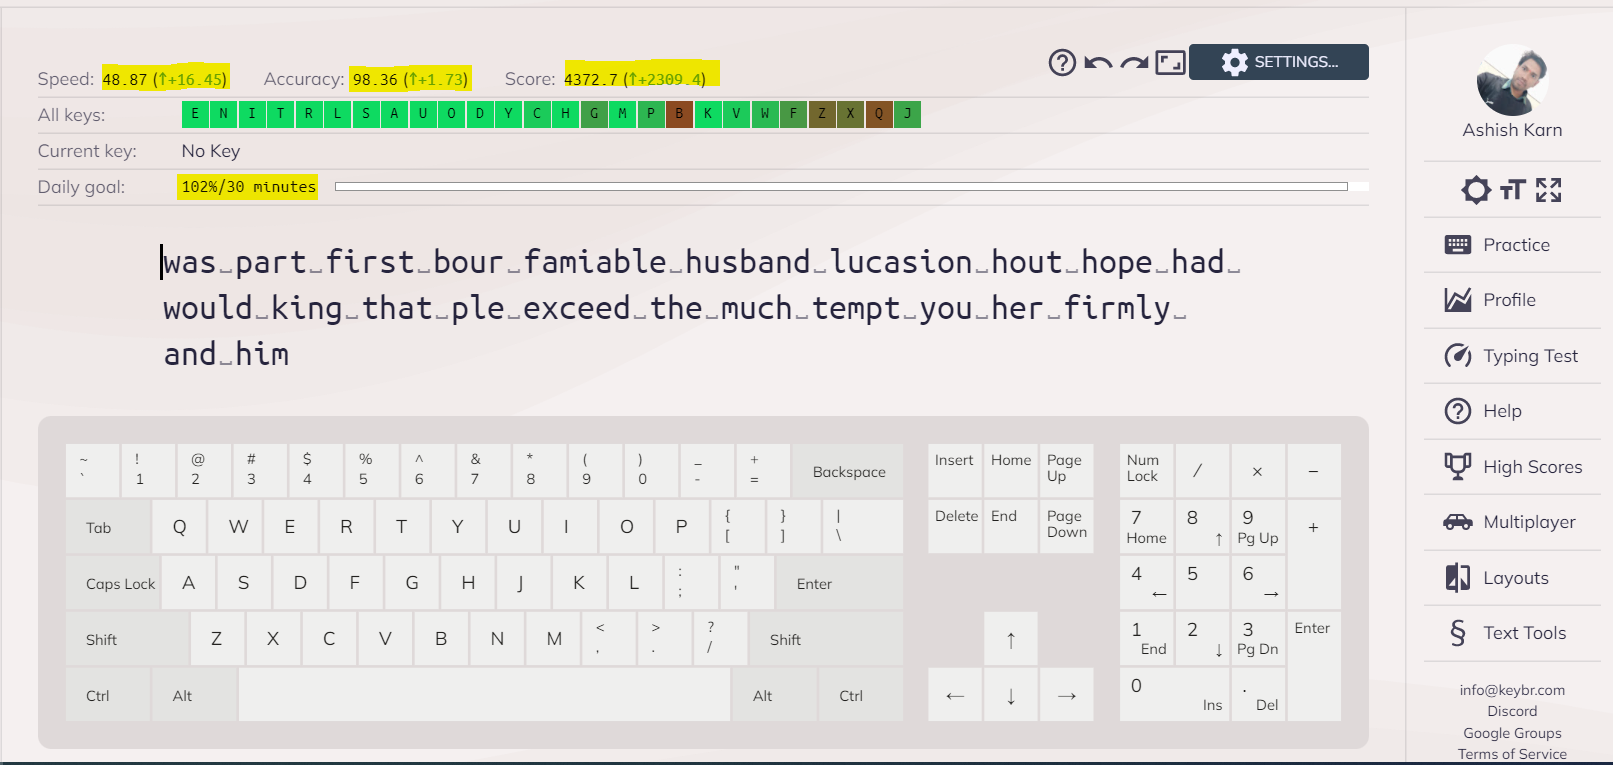 Speed: 48.87 (↑+16.45) Accuracy: 98.36 (↑+1.73) Score: 4372.7 (↑+2309.4)
SETTINGS...
All keys: E N I T R L S A U O D Y C H G M P B K V W F Z X Q J
Current key: No Key
Daily goal: 102%/30 minutes
was␣part␣first␣bour␣famiable␣husband␣lucasion␣hout␣hope␣had␣
would␣king␣that␣ple␣exceed␣the␣much␣tempt␣you␣her␣firmly␣
and␣him
~ ! @ # $ % ^ & * ( ) _ +
` 1 2 3 4 5 6 7 8 9 0 - = Backspace
Tab Q W E R T Y U I O P { [ } ] | \
Caps Lock A S D F G H J K L : ; " ' Enter
Shift Z X C V B N M < , > . ? / Shift
Ctrl Alt Alt Ctrl
Insert Home Page Up
Delete End Page Down
↑
← ↓ →
Num Lock / × −
7 Home 8 ↑ 9 Pg Up +
4 ← 5 6 →
1 End 2 ↓ 3 Pg Dn Enter
0 Ins . Del
Ashish Karn
TT
Practice
Profile
Typing Test
Help
High Scores
Multiplayer
Layouts
§ Text Tools
info@keybr.com
Discord
Google Groups
Terms of Service